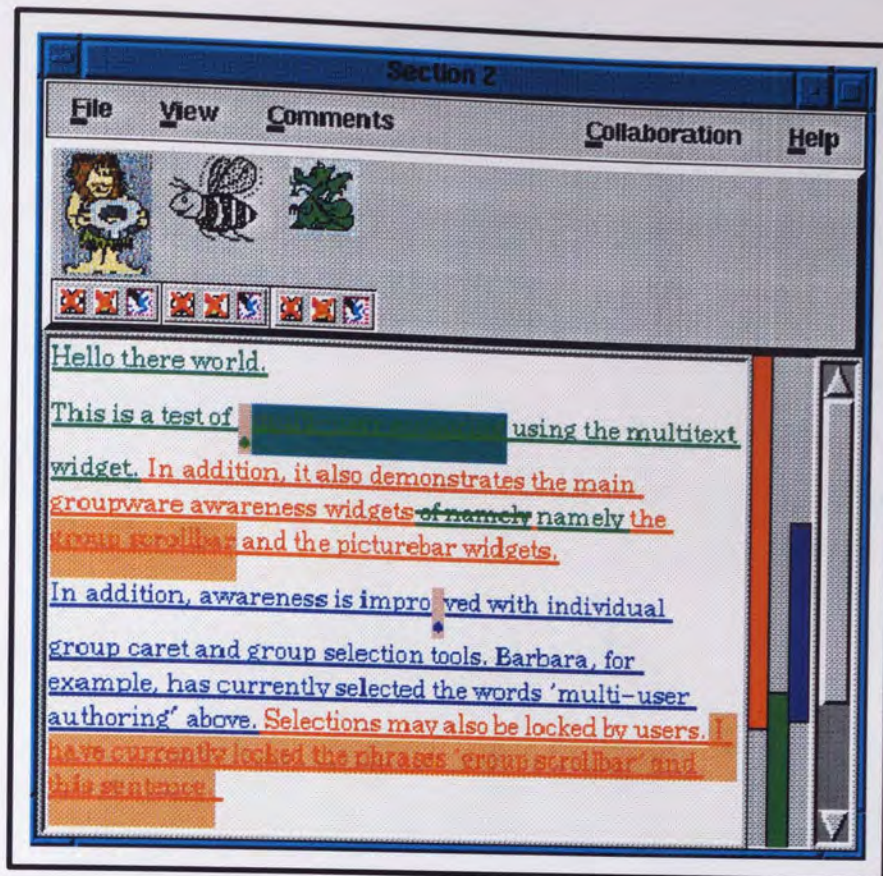 Section 2
File View Comments Collaboration Help
Hello there world.
This is a test of using the multitext
widget. In addition, it also demonstrates the main
groupware awareness widgets of namely namely the
group scrollbar and the picturebar widgets.
In addition, awareness is improved with individual
group caret and group selection tools. Barbara, for
example, has currently selected the words 'multi-user
authoring' above. Selections may also be locked by users. I
have currently locked the phrases 'group scrollbar' and
this sentence.